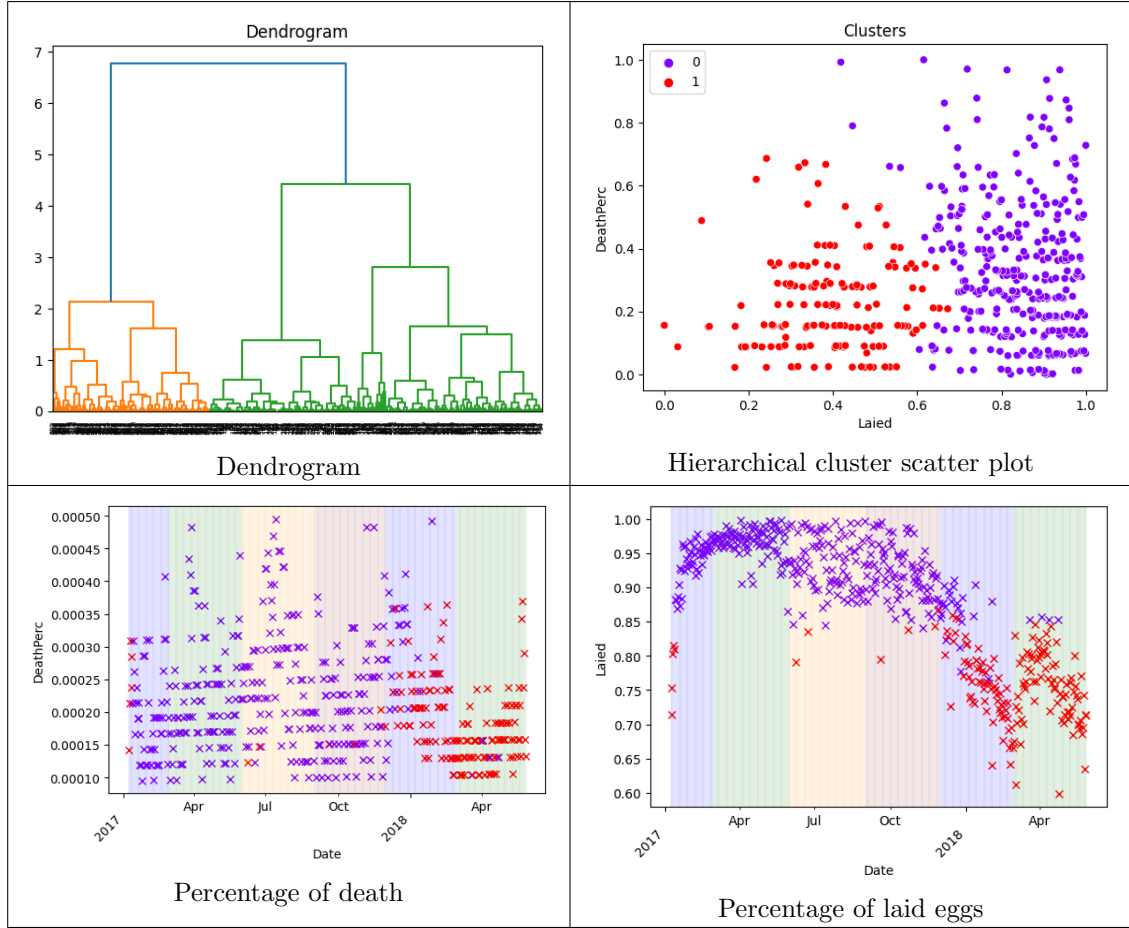 Dendrogram
7
6
5
4
3
2
1
0
Dendrogram
Clusters
0
1
DeathPerc
1.0
0.8
0.6
0.4
0.2
0.0
0.0 0.2 0.4 0.6 0.8 1.0
Laied
Hierarchical cluster scatter plot
DeathPerc
0.00050
0.00045
0.00040
0.00035
0.00030
0.00025
0.00020
0.00015
0.00010
2017 Apr Jul Oct 2018 Apr
Date
Percentage of death
Laied
1.00
0.95
0.90
0.85
0.80
0.75
0.70
0.65
0.60
2017 Apr Jul Oct 2018 Apr
Date
Percentage of laid eggs